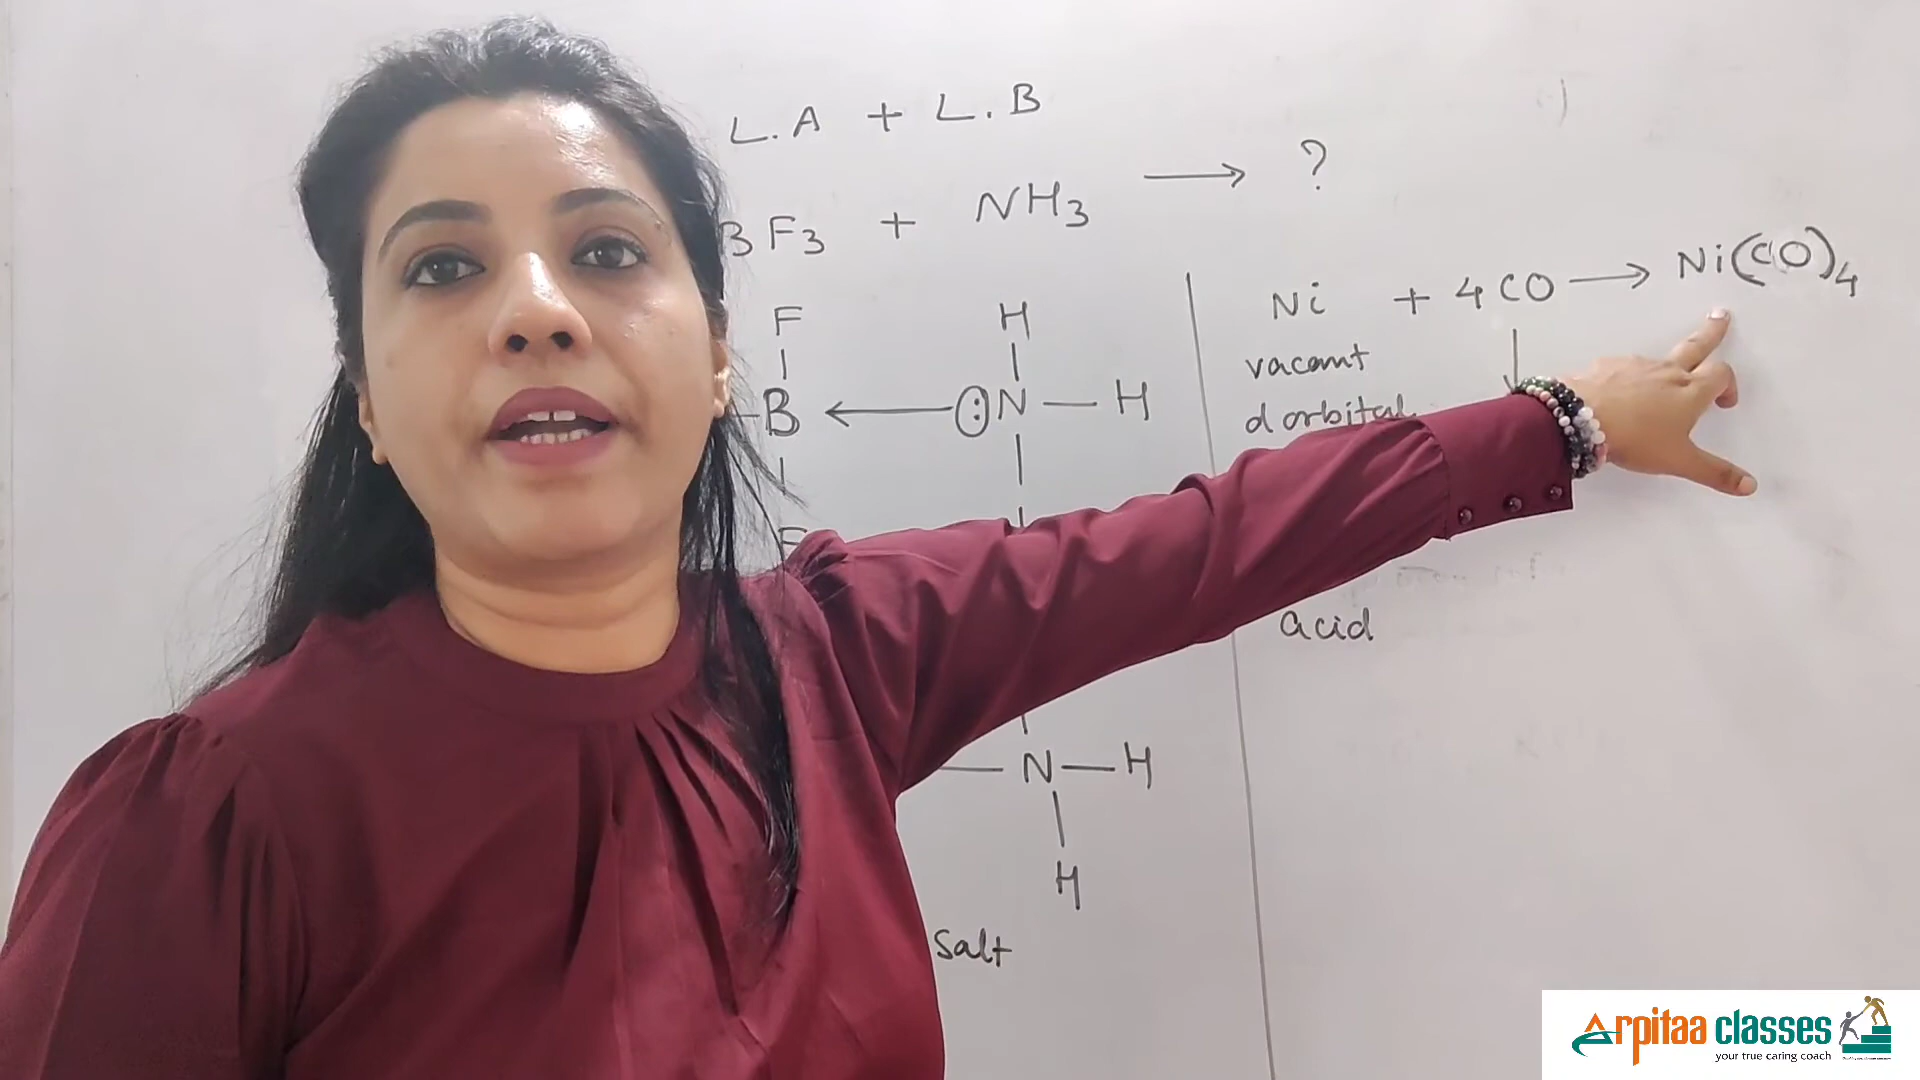 L.A + L.B
BF3 + NH3 → ?
F
|
—B ← :N—H
|
F
H
|
|
Ni + 4CO → Ni(CO)4
vacant
d orbital
acid
—N—H
|
H
Salt
Arpitaa classes
your true caring coach